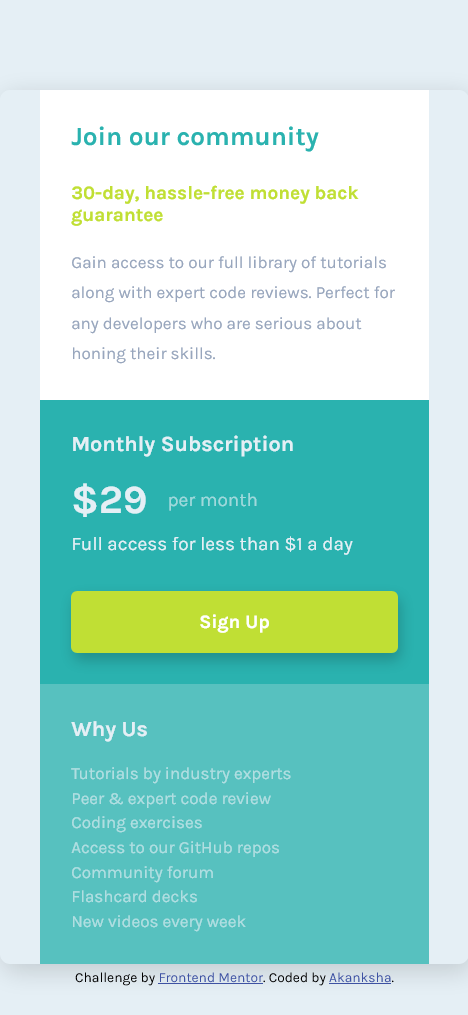 Join our community
30-day, hassle-free money back
guarantee
Gain access to our full library of tutorials
along with expert code reviews. Perfect for
any developers who are serious about
honing their skills.
Monthly Subscription
$29 per month
Full access for less than $1 a day
Sign Up
Why Us
Tutorials by industry experts
Peer & expert code review
Coding exercises
Access to our GitHub repos
Community forum
Flashcard decks
New videos every week
Challenge by Frontend Mentor. Coded by Akanksha.